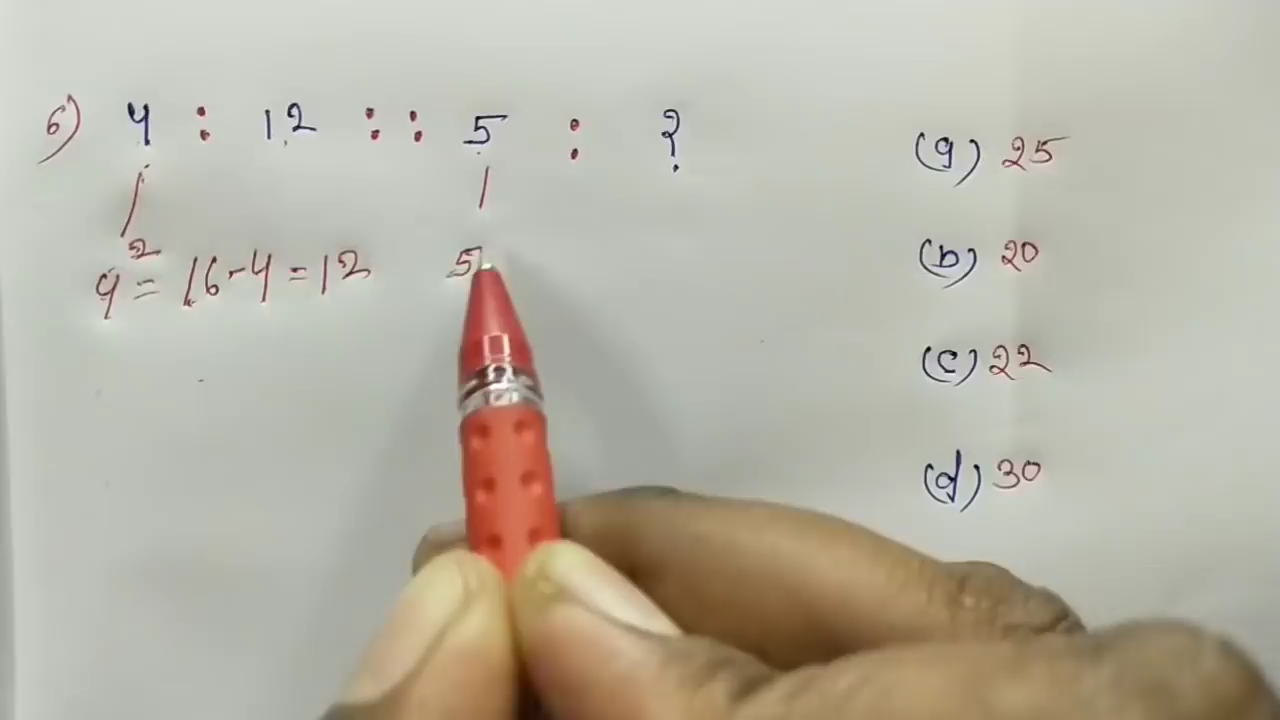 6) 4 : 12 :: 5 : ?
4² = 16-4 = 12 5
(a) 25
(b) 20
(c) 22
(d) 30